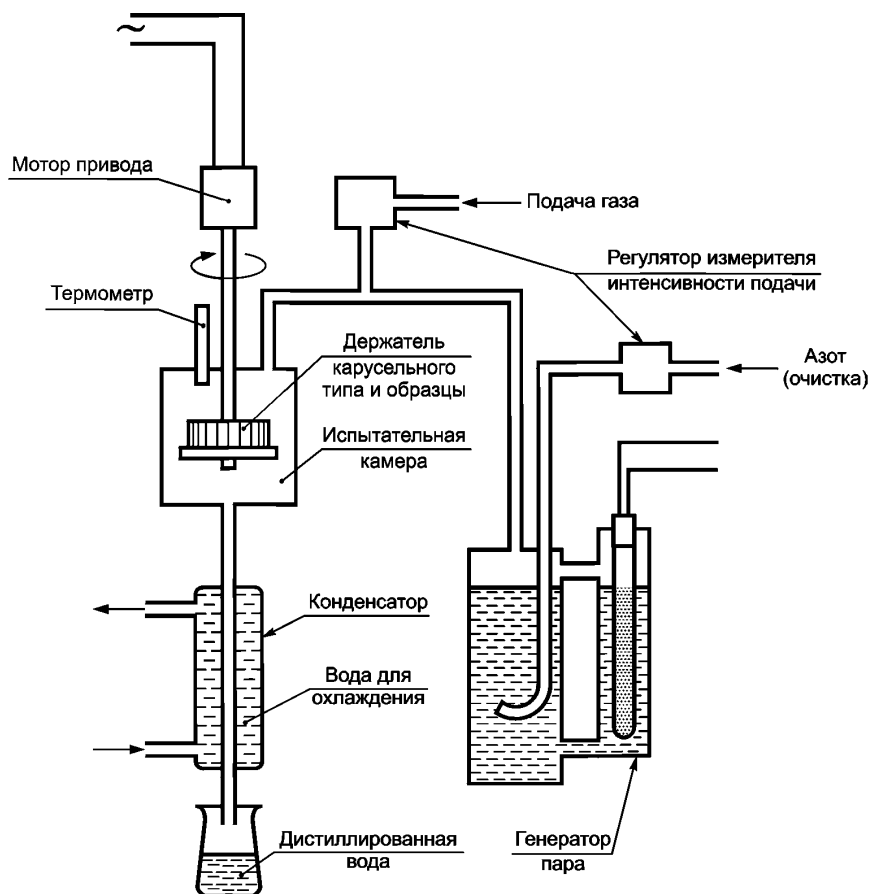 ~
Мотор привода
Подача газа
Регулятор измерителя
интенсивности подачи
Термометр
Держатель
карусельного
типа и образцы
Азот
(очистка)
Испытательная
камера
Конденсатор
Вода для
охлаждения
Дистиллированная
вода
Генератор
пара